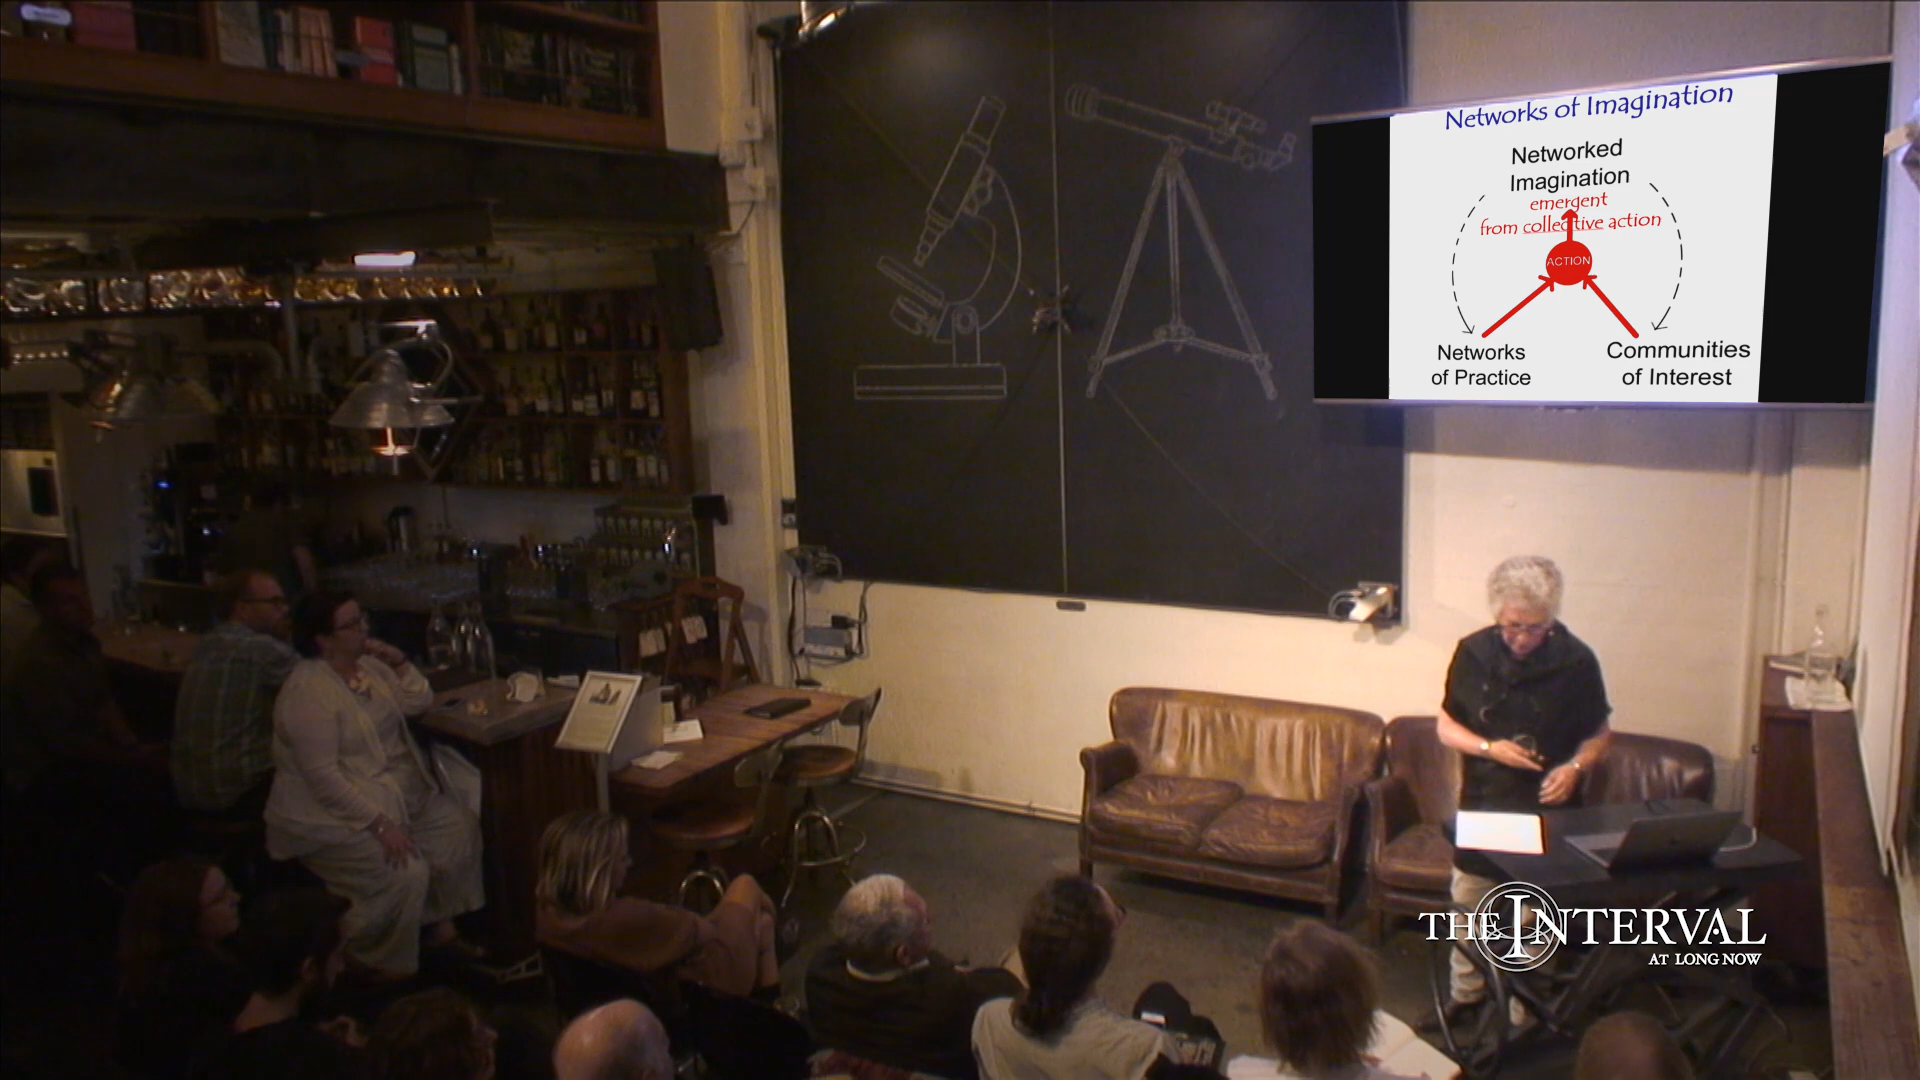 Networks of Imagination
Networked
Imagination
emergent
from collective action
ACTION
Networks
of Practice
Communities
of Interest
THE INTERVAL
AT LONG NOW